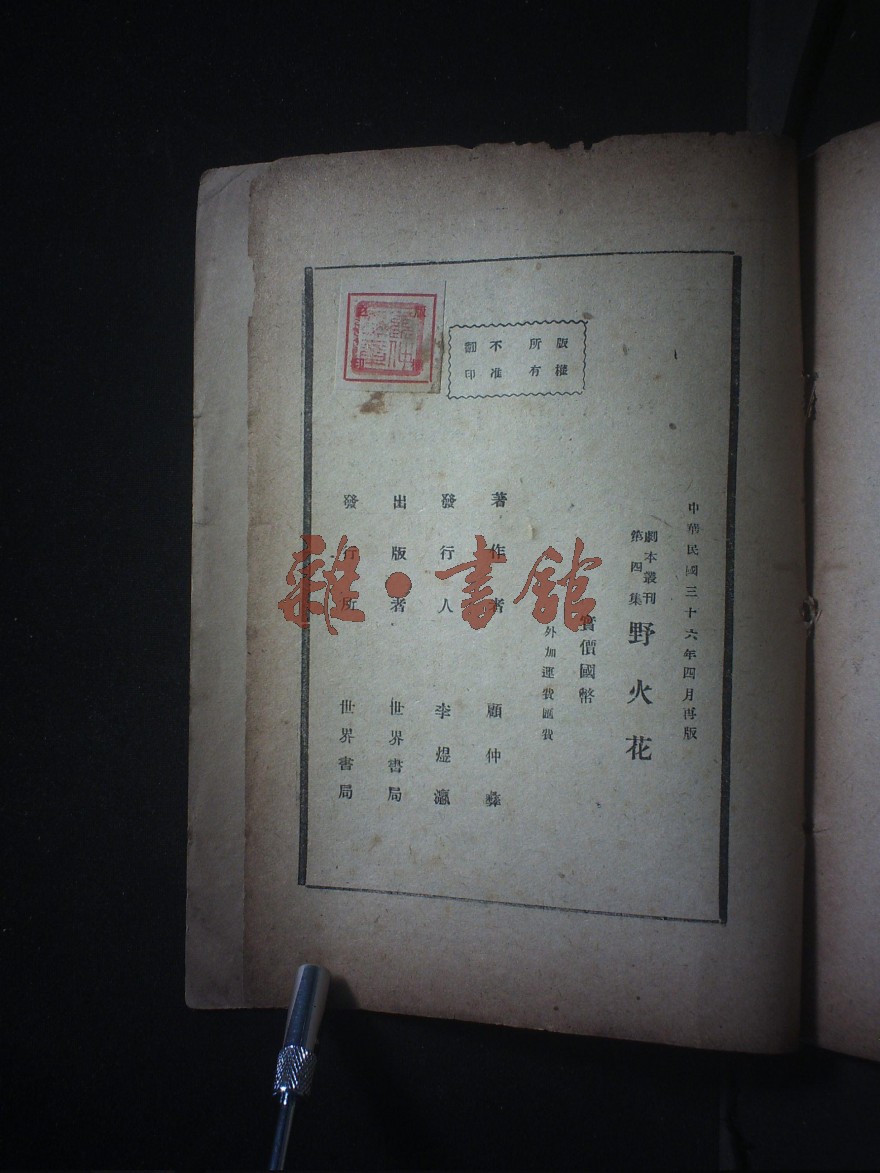 中華民國三十六年四月再版
劇本叢刊
第四集
野火花
實價國幣
外加運費匯費
著作者 顧仲彝
發行人 李煜瀛
出版者 世界書局
發行所 世界書局
版權
所有
不准
翻印
雜·書館